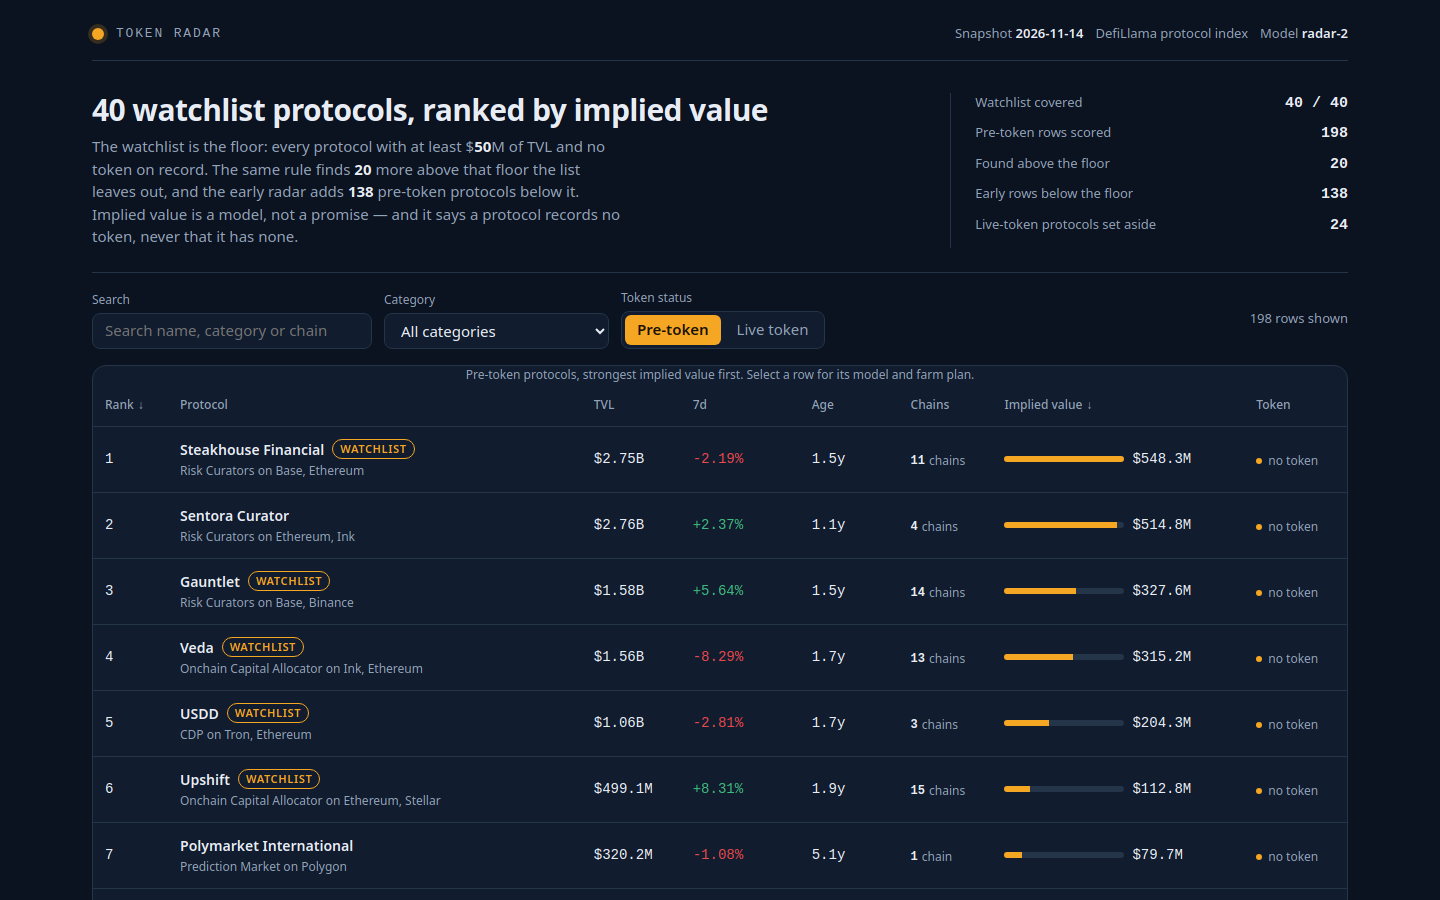 TOKEN RADAR
Snapshot 2026-11-14 DefiLlama protocol index Model radar-2
40 watchlist protocols, ranked by implied value
The watchlist is the floor: every protocol with at least $50M of TVL and no
token on record. The same rule finds 20 more above that floor the list
leaves out, and the early radar adds 138 pre-token protocols below it.
Implied value is a model, not a promise — and it says a protocol records no
token, never that it has none.
Watchlist covered 40 / 40
Pre-token rows scored 198
Found above the floor 20
Early rows below the floor 138
Live-token protocols set aside 24
Search
Search name, category or chain
Category
All categories
Token status
Pre-token Live token
198 rows shown
Pre-token protocols, strongest implied value first. Select a row for its model and farm plan.
Rank ↓ Protocol TVL 7d Age Chains Implied value ↓ Token
1 Steakhouse Financial WATCHLIST $2.75B -2.19% 1.5y 11 chains $548.3M no token
Risk Curators on Base, Ethereum
2 Sentora Curator $2.76B +2.37% 1.1y 4 chains $514.8M no token
Risk Curators on Ethereum, Ink
3 Gauntlet WATCHLIST $1.58B +5.64% 1.5y 14 chains $327.6M no token
Risk Curators on Base, Binance
4 Veda WATCHLIST $1.56B -8.29% 1.7y 13 chains $315.2M no token
Onchain Capital Allocator on Ink, Ethereum
5 USDD WATCHLIST $1.06B -2.81% 1.7y 3 chains $204.3M no token
CDP on Tron, Ethereum
6 Upshift WATCHLIST $499.1M +8.31% 1.9y 15 chains $112.8M no token
Onchain Capital Allocator on Ethereum, Stellar
7 Polymarket International $320.2M -1.08% 5.1y 1 chain $79.7M no token
Prediction Market on Polygon